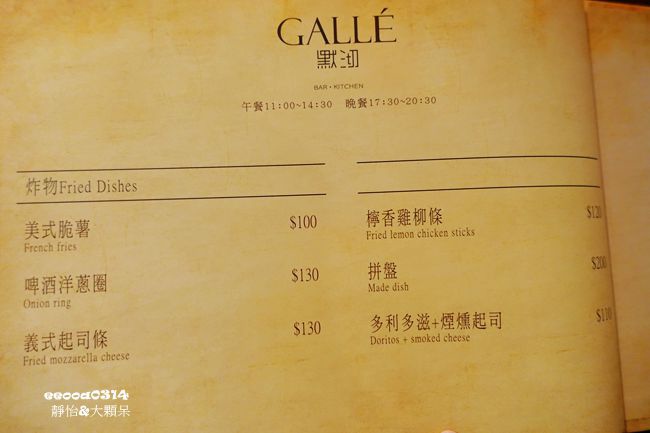 GALLÉ
默沏
BAR • KITCHEN
午餐11:00~14:30 晚餐17:30~20:30
炸物Fried Dishes
美式脆薯 $100
French fries
啤酒洋蔥圈 $130
Onion ring
義式起司條 $130
Fried mozzarella cheese
檸香雞柳條 $120
Fried lemon chicken sticks
拼盤 $200
Made dish
多利多滋+煙燻起司
Doritos + smoked cheese
eecca0314
靜怡&大顆呆